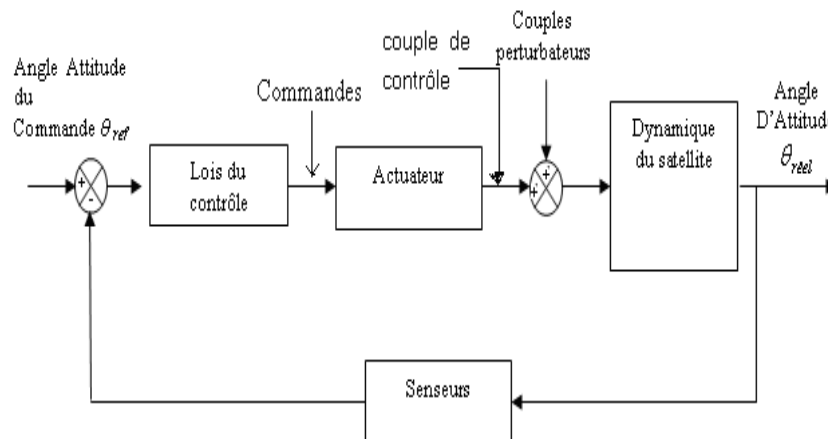 Angle Attitude
du
Commande θref
+
-
Commandes
Lois du
contrôle
Actuateur
couple de
contrôle
Couples
perturbateurs
+
+
Dynamique
du satellite
Angle
D'Attitude
θréel
Senseurs